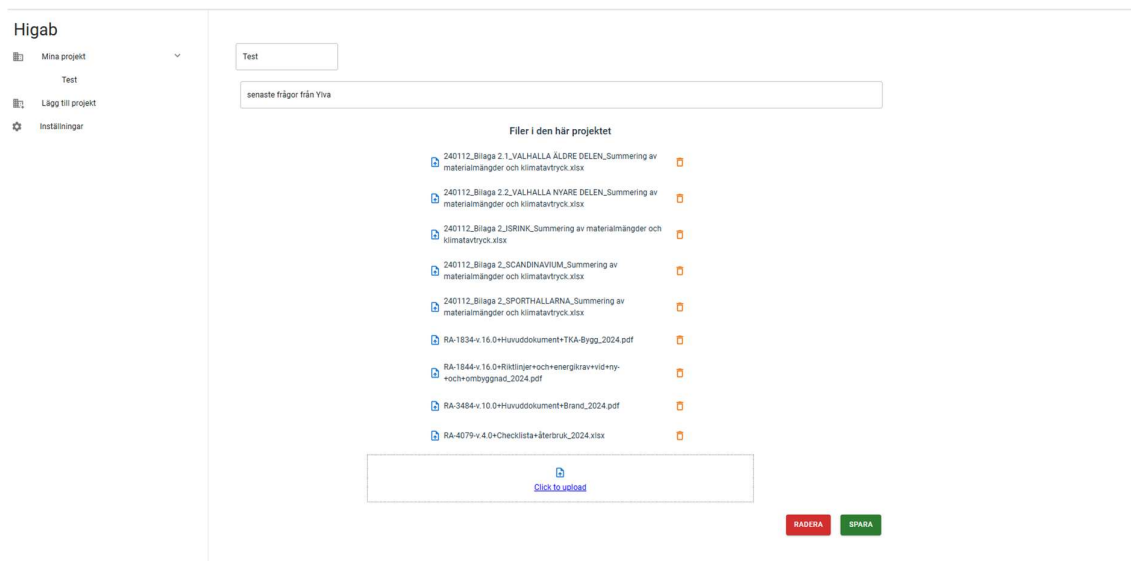 Higab
Mina projekt
Test
Lägg till projekt
Inställningar
Test
senaste frågor från Ylva
Filer i den här projektet
240112_Bilaga 2.1_VALHALLA ÄLDRE DELEN_Summering av
materialmängder och klimatavtryck.xlsx
240112_Bilaga 2.2_VALHALLA NYARE DELEN_Summering av
materialmängder och klimatavtryck.xlsx
240112_Bilaga 2_ISRINK_Summering av materialmängder och
klimatavtryck.xlsx
240112_Bilaga 2_SCANDINAVIUM_Summering av
materialmängder och klimatavtryck.xlsx
240112_Bilaga 2_SPORTHALLARNA_Summering av
materialmängder och klimatavtryck.xlsx
RA-1834-v.16.0+Huvuddokument+TKA-Bygg_2024.pdf
RA-1844-v.16.0+Riktlinjer+och+energikrav+vid+ny-
+och+ombyggnad_2024.pdf
RA-3484-v.10.0+Huvuddokument+Brand_2024.pdf
RA-4079-v.4.0+Checklista+återbruk_2024.xlsx
Click to upload
RADERA
SPARA